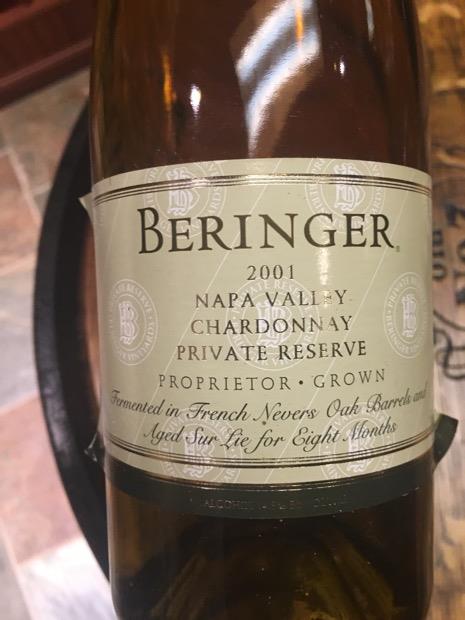 BERINGER®
2001
NAPA VALLEY
CHARDONNAY
PRIVATE RESERVE
PROPRIETOR • GROWN
Fermented in French Nevers Oak Barrels and
Aged Sur Lie for Eight Months
ALCOHOL